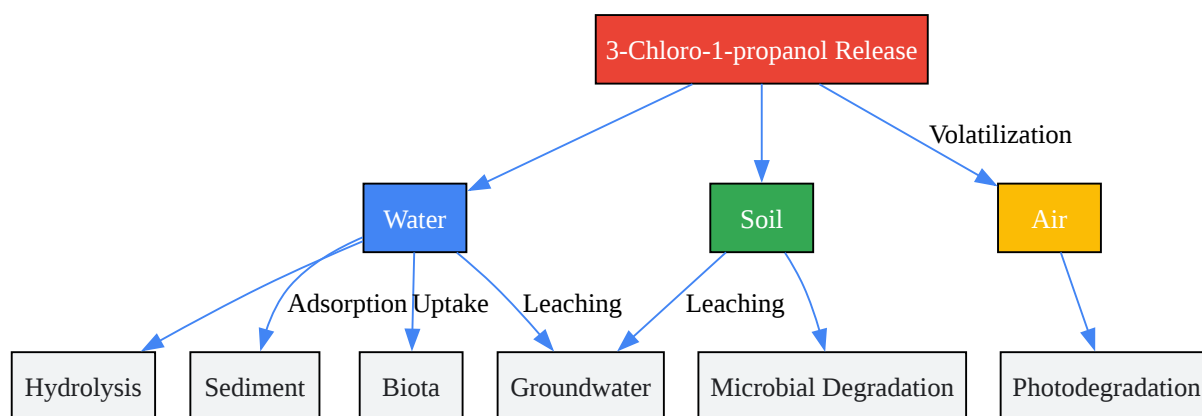 3-Chloro-1-propanol Release
Volatilization
Water
Soil
Air
Adsorption
Uptake
Leaching
Leaching
Hydrolysis
Sediment
Biota
Groundwater
Microbial Degradation
Photodegradation